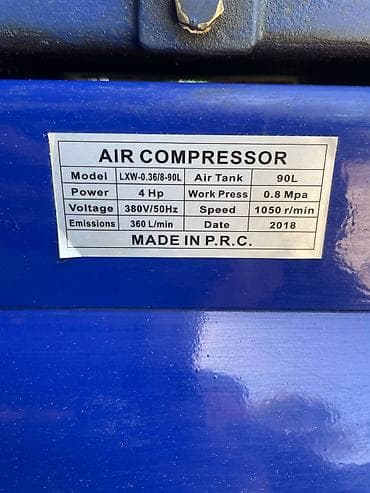 AIR COMPRESSOR
Model LXW-0.36/8-90L Air Tank 90L
Power 4 Hp Work Press 0.8 Mpa
Voltage 380V/50Hz Speed 1050 r/min
Emissions 360 L/min Date 2018
MADE IN P.R.C.